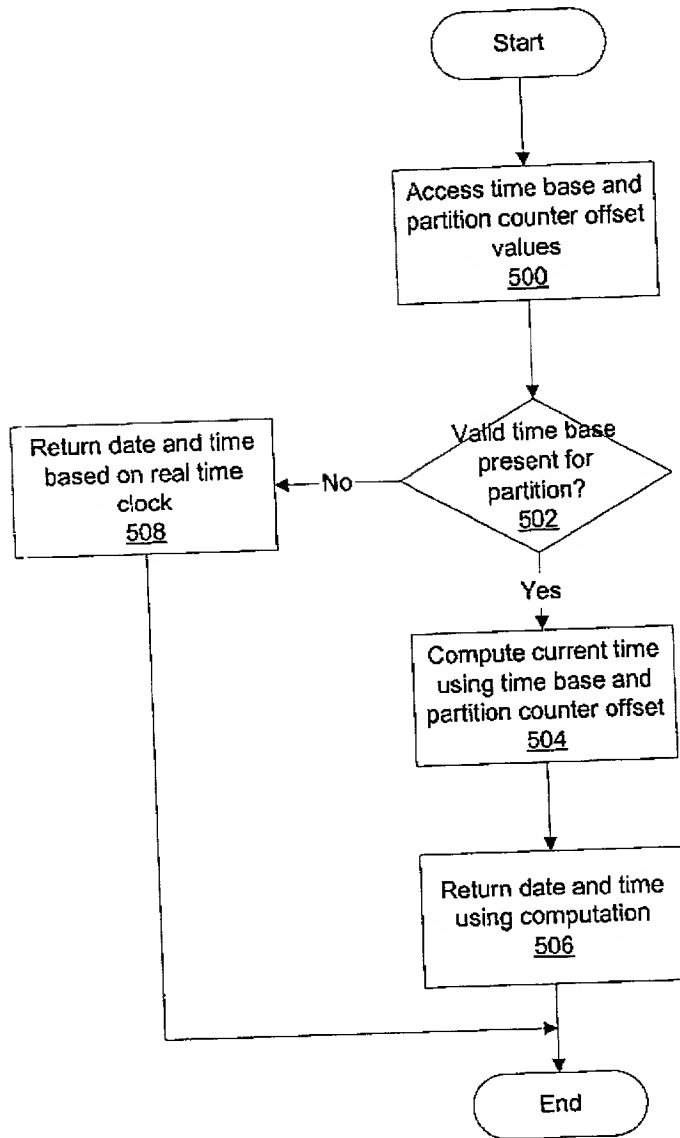 Start
Access time base and
partition counter offset
values
500
Valid time base
present for
partition?
502
No
Return date and time
based on real time
clock
508
Yes
Compute current time
using time base and
partition counter offset
504
Return date and time
using computation
506
End